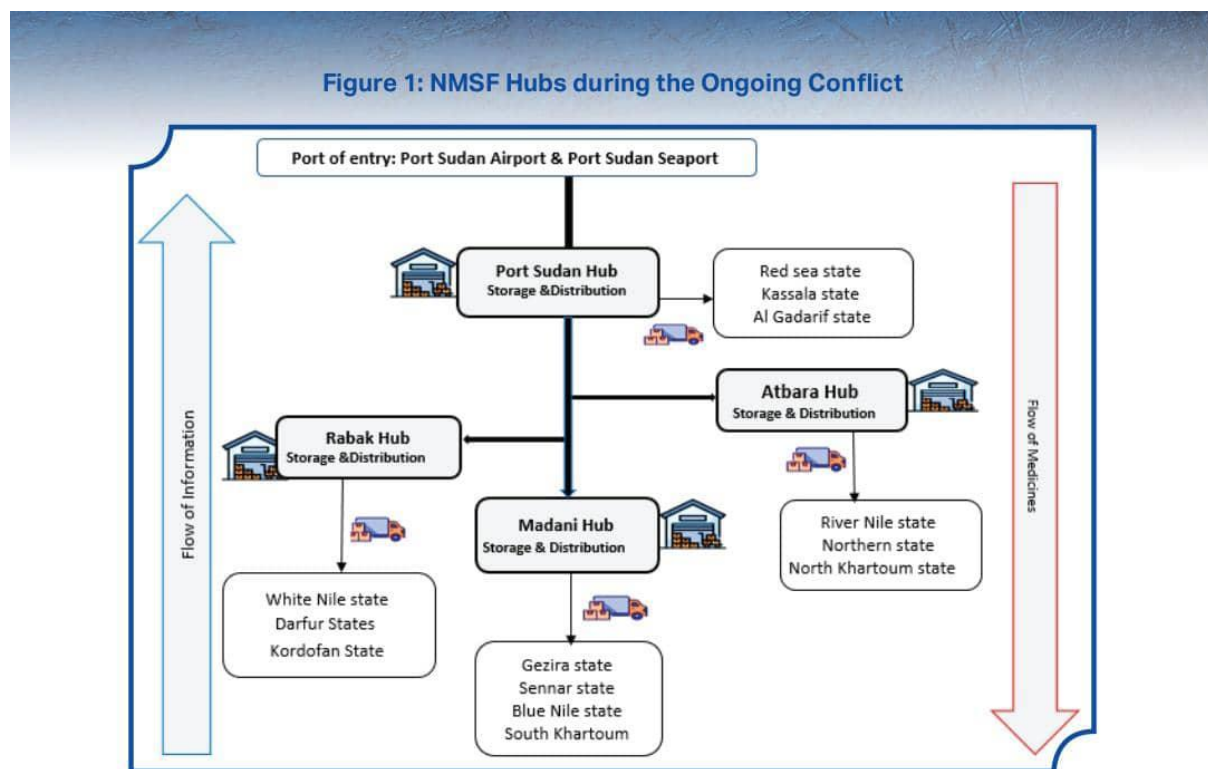 Figure 1: NMSF Hubs during the Ongoing Conflict
Port of entry: Port Sudan Airport & Port Sudan Seaport
Port Sudan Hub
Storage &Distribution
Red sea state
Kassala state
Al Gadarif state
Atbara Hub
Storage & Distribution
Rabak Hub
Storage &Distribution
Madani Hub
Storage & Distribution
River Nile state
Northern state
North Khartoum state
White Nile state
Darfur States
Kordofan State
Gezira state
Sennar state
Blue Nile state
South Khartoum
Flow of Information
Flow of Medicines